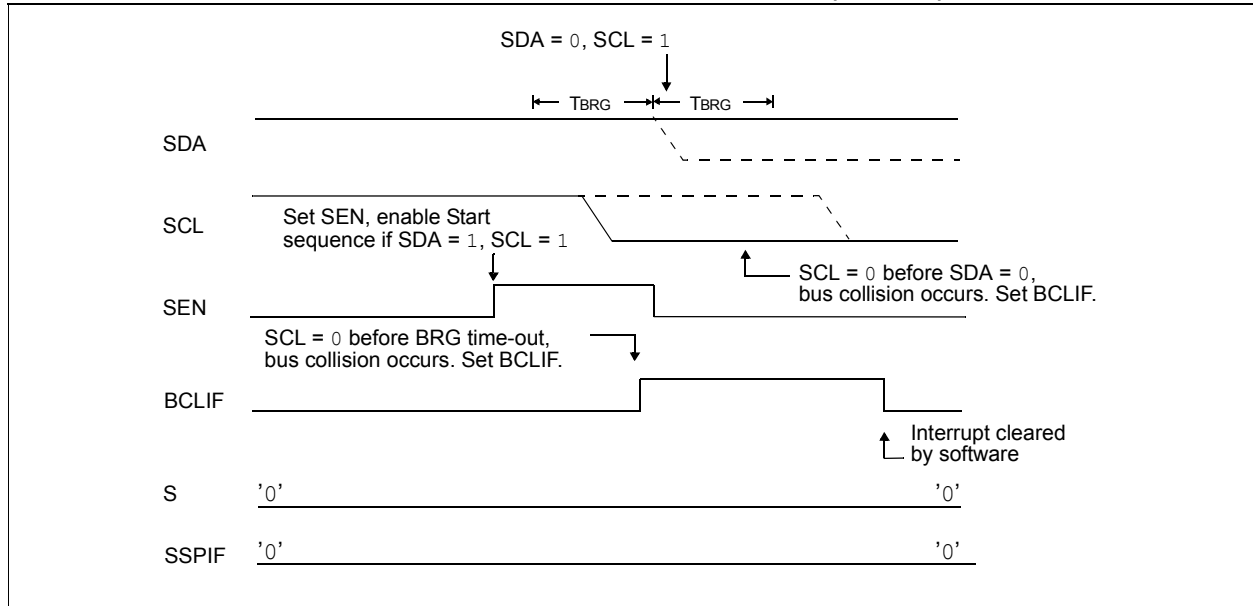 SDA = 0, SCL = 1
TBRG TBRG
SDA
SCL
Set SEN, enable Start
sequence if SDA = 1, SCL = 1
SCL = 0 before SDA = 0,
bus collision occurs. Set BCLIF.
SEN
SCL = 0 before BRG time-out,
bus collision occurs. Set BCLIF.
BCLIF
Interrupt cleared
by software
S '0' '0'
SSPIF '0' '0'